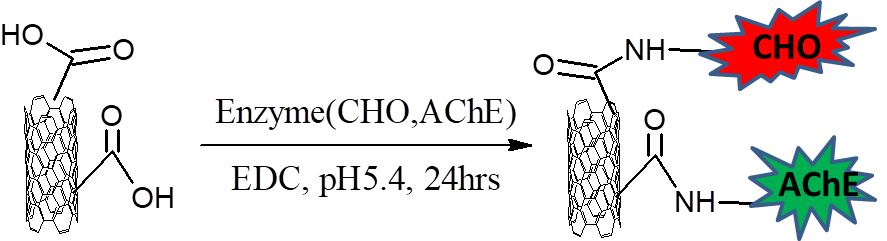 HO
O
O
OH
Enzyme(CHO,AChE)
EDC, pH5.4, 24hrs
O
NH
CHO
O
NH
AChE